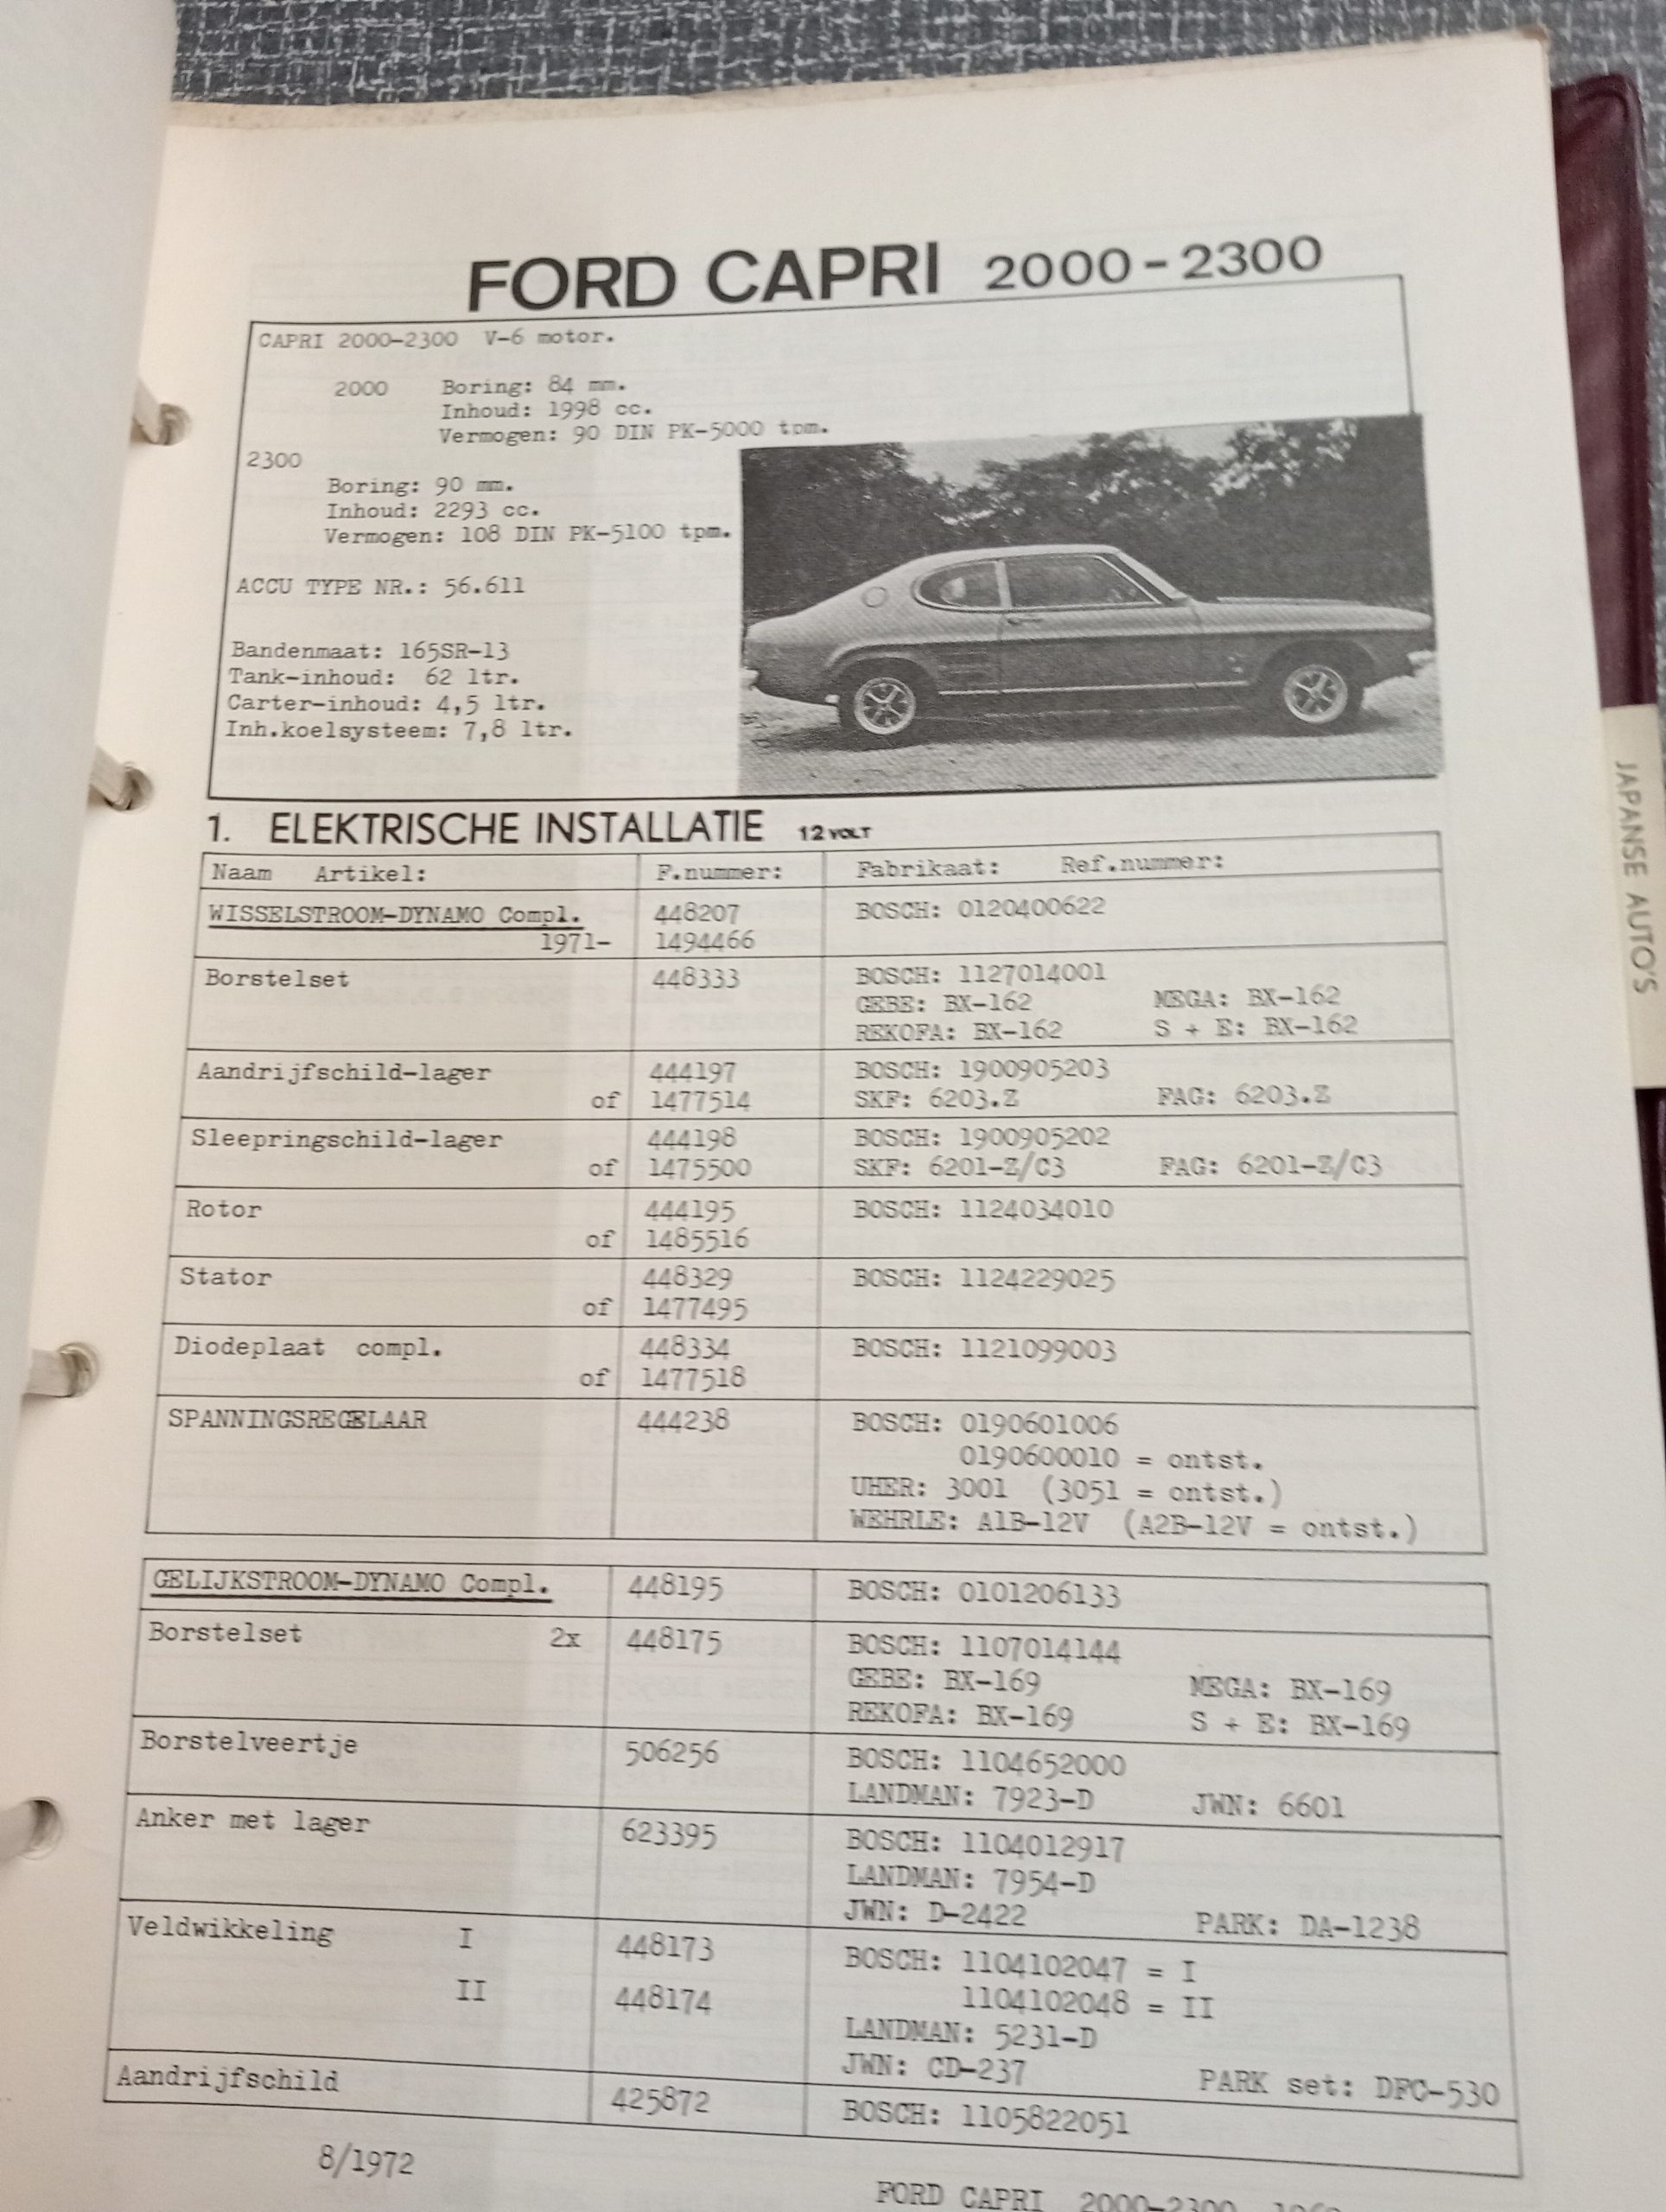 FORD CAPRI 2000-2300
CAPRI 2000-2300 V-6 motor.
2000 Boring: 84 mm.
Inhoud: 1998 cc.
Vermogen: 90 DIN PK-5000 tpm.
2300
Boring: 90 mm.
Inhoud: 2293 cc.
Vermogen: 108 DIN PK-5100 tpm.
ACCU TYPE NR.: 56.611
Bandenmaat: 165SR-13
Tank-inhoud: 62 ltr.
Carter-inhoud: 4,5 ltr.
Inh.koelsysteem: 7,8 ltr.
JAPANSE AUTO'S
1. ELEKTRISCHE INSTALLATIE 12 VOLT
Naam Artikel: F.nummer: Fabrikaat: Ref.nummer:
WISSELSTROOM-DYNAMO Compl. 448207 BOSCH: 0120400622
1971- 1494466
Borstelset 448333 BOSCH: 1127014001
GEBE: BX-162 MEGA: BX-162
REKOFA: BX-162 S + E: BX-162
Aandrijfschild-lager 444197 BOSCH: 1900905203
of 1477514 SKF: 6203.Z FAG: 6203.Z
Sleepringschild-lager 444198 BOSCH: 1900905202
of 1475500 SKF: 6201-Z/C3 FAG: 6201-Z/C3
Rotor 444195 BOSCH: 1124034010
of 1485516
Stator 448329 BOSCH: 1124229025
of 1477495
Diodeplaat compl. 448334 BOSCH: 1121099003
of 1477518
SPANNINGSREGELAAR 444238 BOSCH: 0190601006
0190600010 = ontst.
UHER: 3001 (3051 = ontst.)
WEHRLE: A1B-12V (A2B-12V = ontst.)
GELIJKSTROOM-DYNAMO Compl. 448195 BOSCH: 0101206133
Borstelset 2x 448175 BOSCH: 1107014144
GEBE: BX-169 MEGA: BX-169
REKOFA: BX-169 S + E: BX-169
Borstelveertje 506256 BOSCH: 1104652000
LANDMAN: 7923-D JWN: 6601
Anker met lager 623395 BOSCH: 1104012917
LANDMAN: 7954-D
JWN: D-2422 PARK: DA-1238
Veldwikkeling I 448173 BOSCH: 1104102047 = I
II 448174 1104102048 = II
LANDMAN: 5231-D
JWN: CD-237 PARK set: DFC-530
Aandrijfschild 425872 BOSCH: 1105822051
8/1972
FORD CAPRI 2000-2300